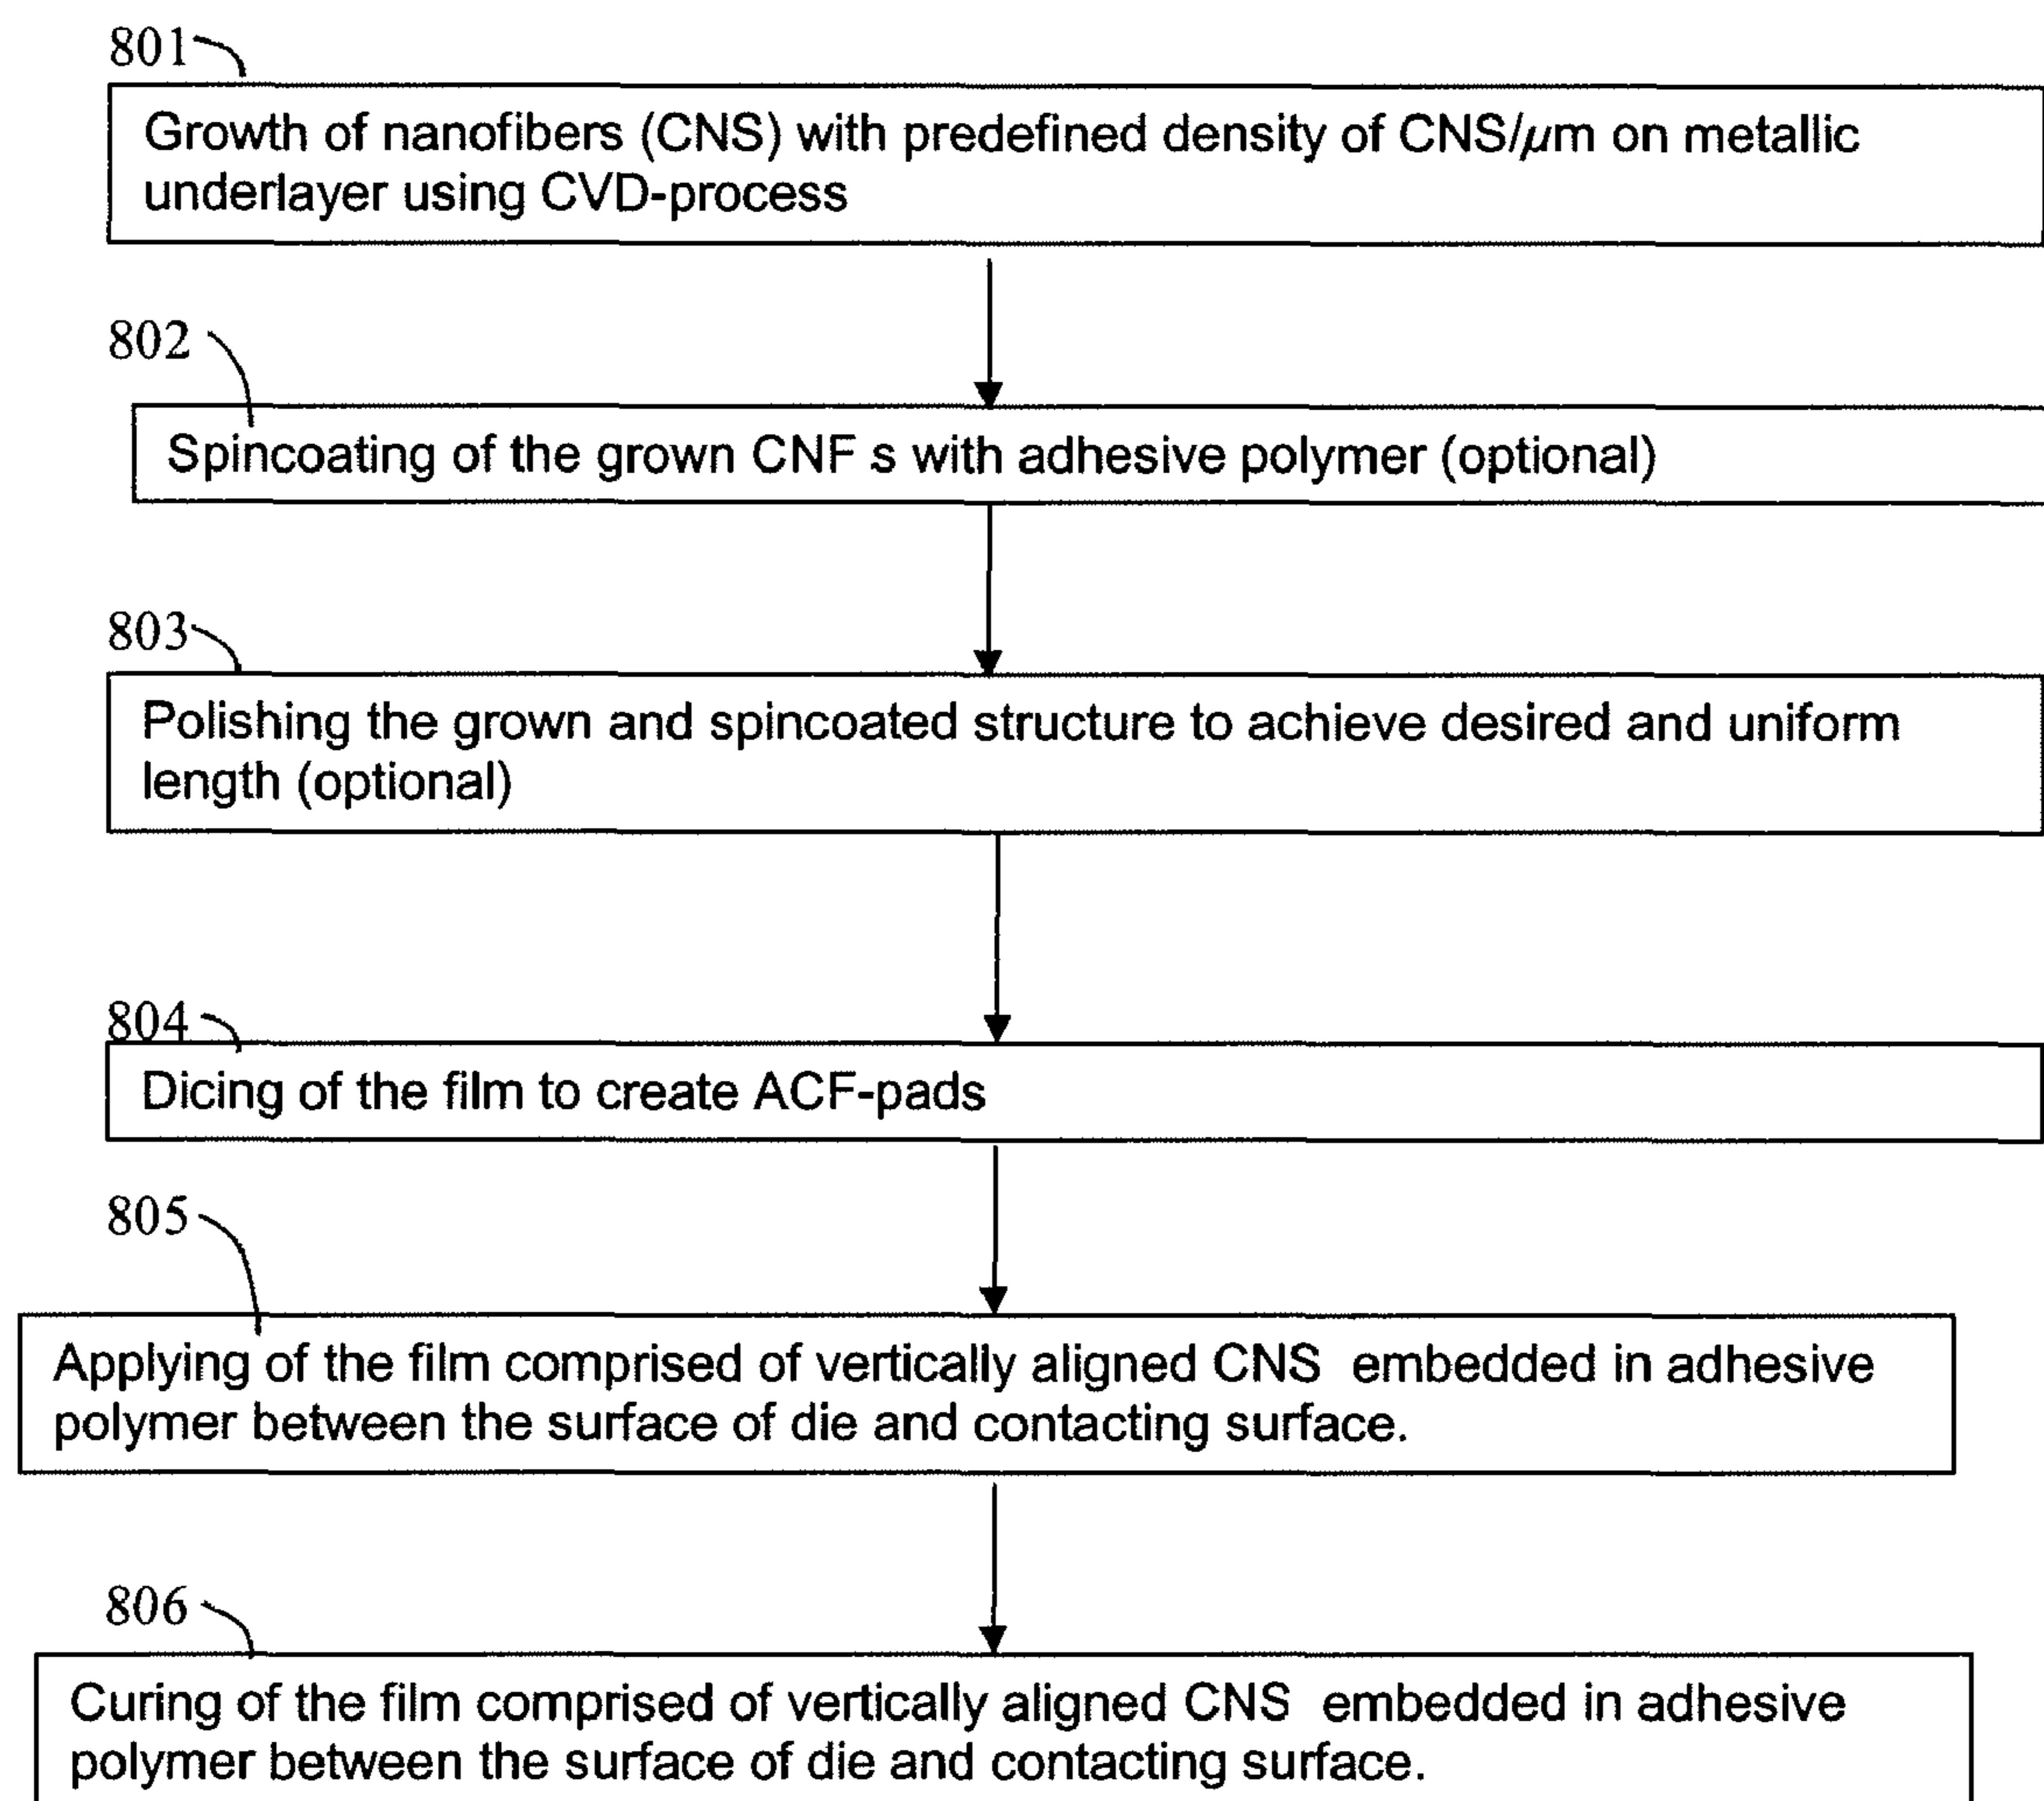 801
Growth of nanofibers (CNS) with predefined density of CNS/μm on metallic
underlayer using CVD-process
802
Spincoating of the grown CNF s with adhesive polymer (optional)
803
Polishing the grown and spincoated structure to achieve desired and uniform
length (optional)
804
Dicing of the film to create ACF-pads
805
Applying of the film comprised of vertically aligned CNS embedded in adhesive
polymer between the surface of die and contacting surface.
806
Curing of the film comprised of vertically aligned CNS embedded in adhesive
polymer between the surface of die and contacting surface.